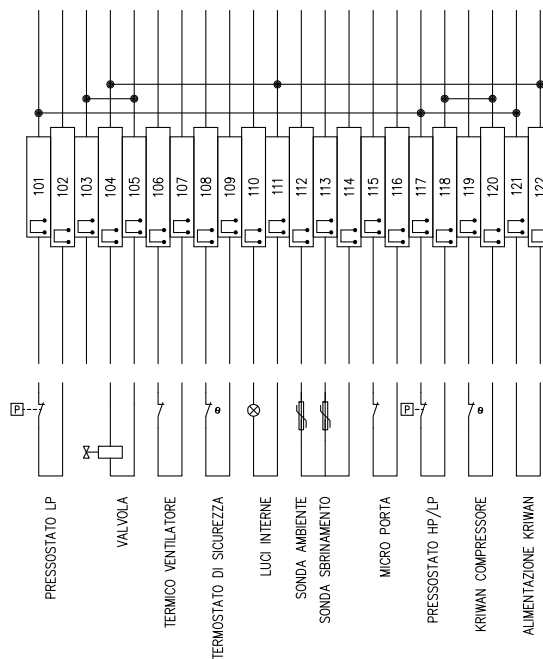 101
102
103
104
105
106
107
108
109
110
111
112
113
114
115
116
117
118
119
120
121
122
P
θ
P
θ
PRESSOSTATO LP
VALVOLA
TERMICO VENTILATORE
TERMOSTATO DI SICUREZZA
LUCI INTERNE
SONDA AMBIENTE
SONDA SBRINAMENTO
MICRO PORTA
PRESSOSTATO HP/LP
KRIWAN COMPRESSORE
ALIMENTAZIONE KRIWAN